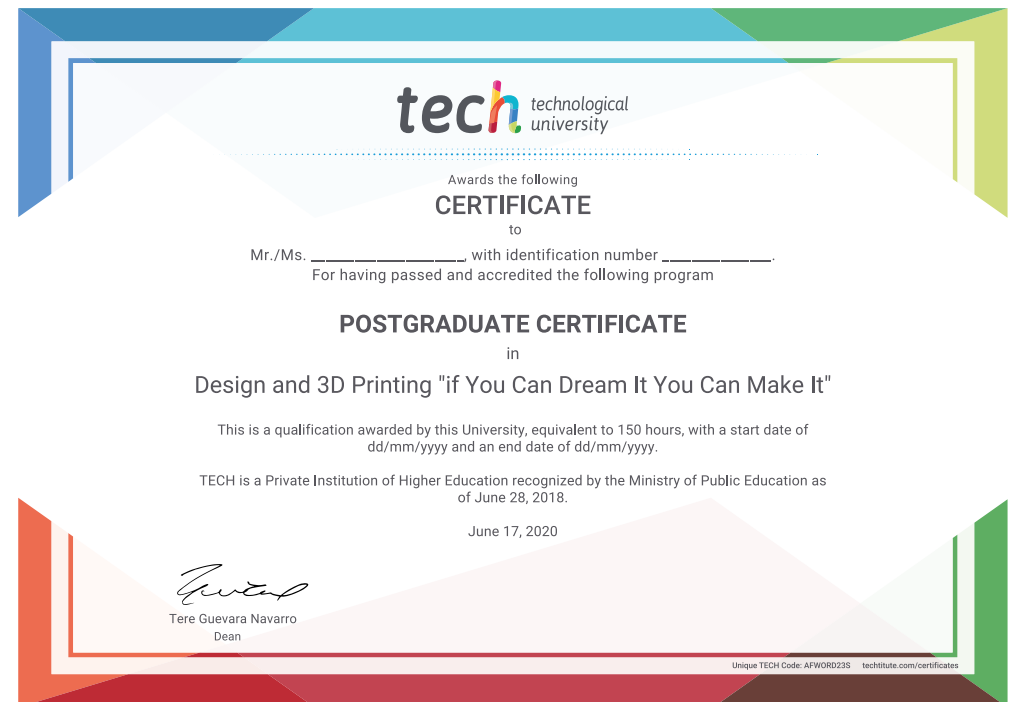 tech technological
university
Awards the following
CERTIFICATE
to
Mr./Ms. ____________________, with identification number ______________.
For having passed and accredited the following program
POSTGRADUATE CERTIFICATE
in
Design and 3D Printing "if You Can Dream It You Can Make It"
This is a qualification awarded by this University, equivalent to 150 hours, with a start date of
dd/mm/yyyy and an end date of dd/mm/yyyy.
TECH is a Private Institution of Higher Education recognized by the Ministry of Public Education as
of June 28, 2018.
June 17, 2020
Tere Guevara Navarro
Dean
Unique TECH Code: AFWORD23S techtitute.com/certificates